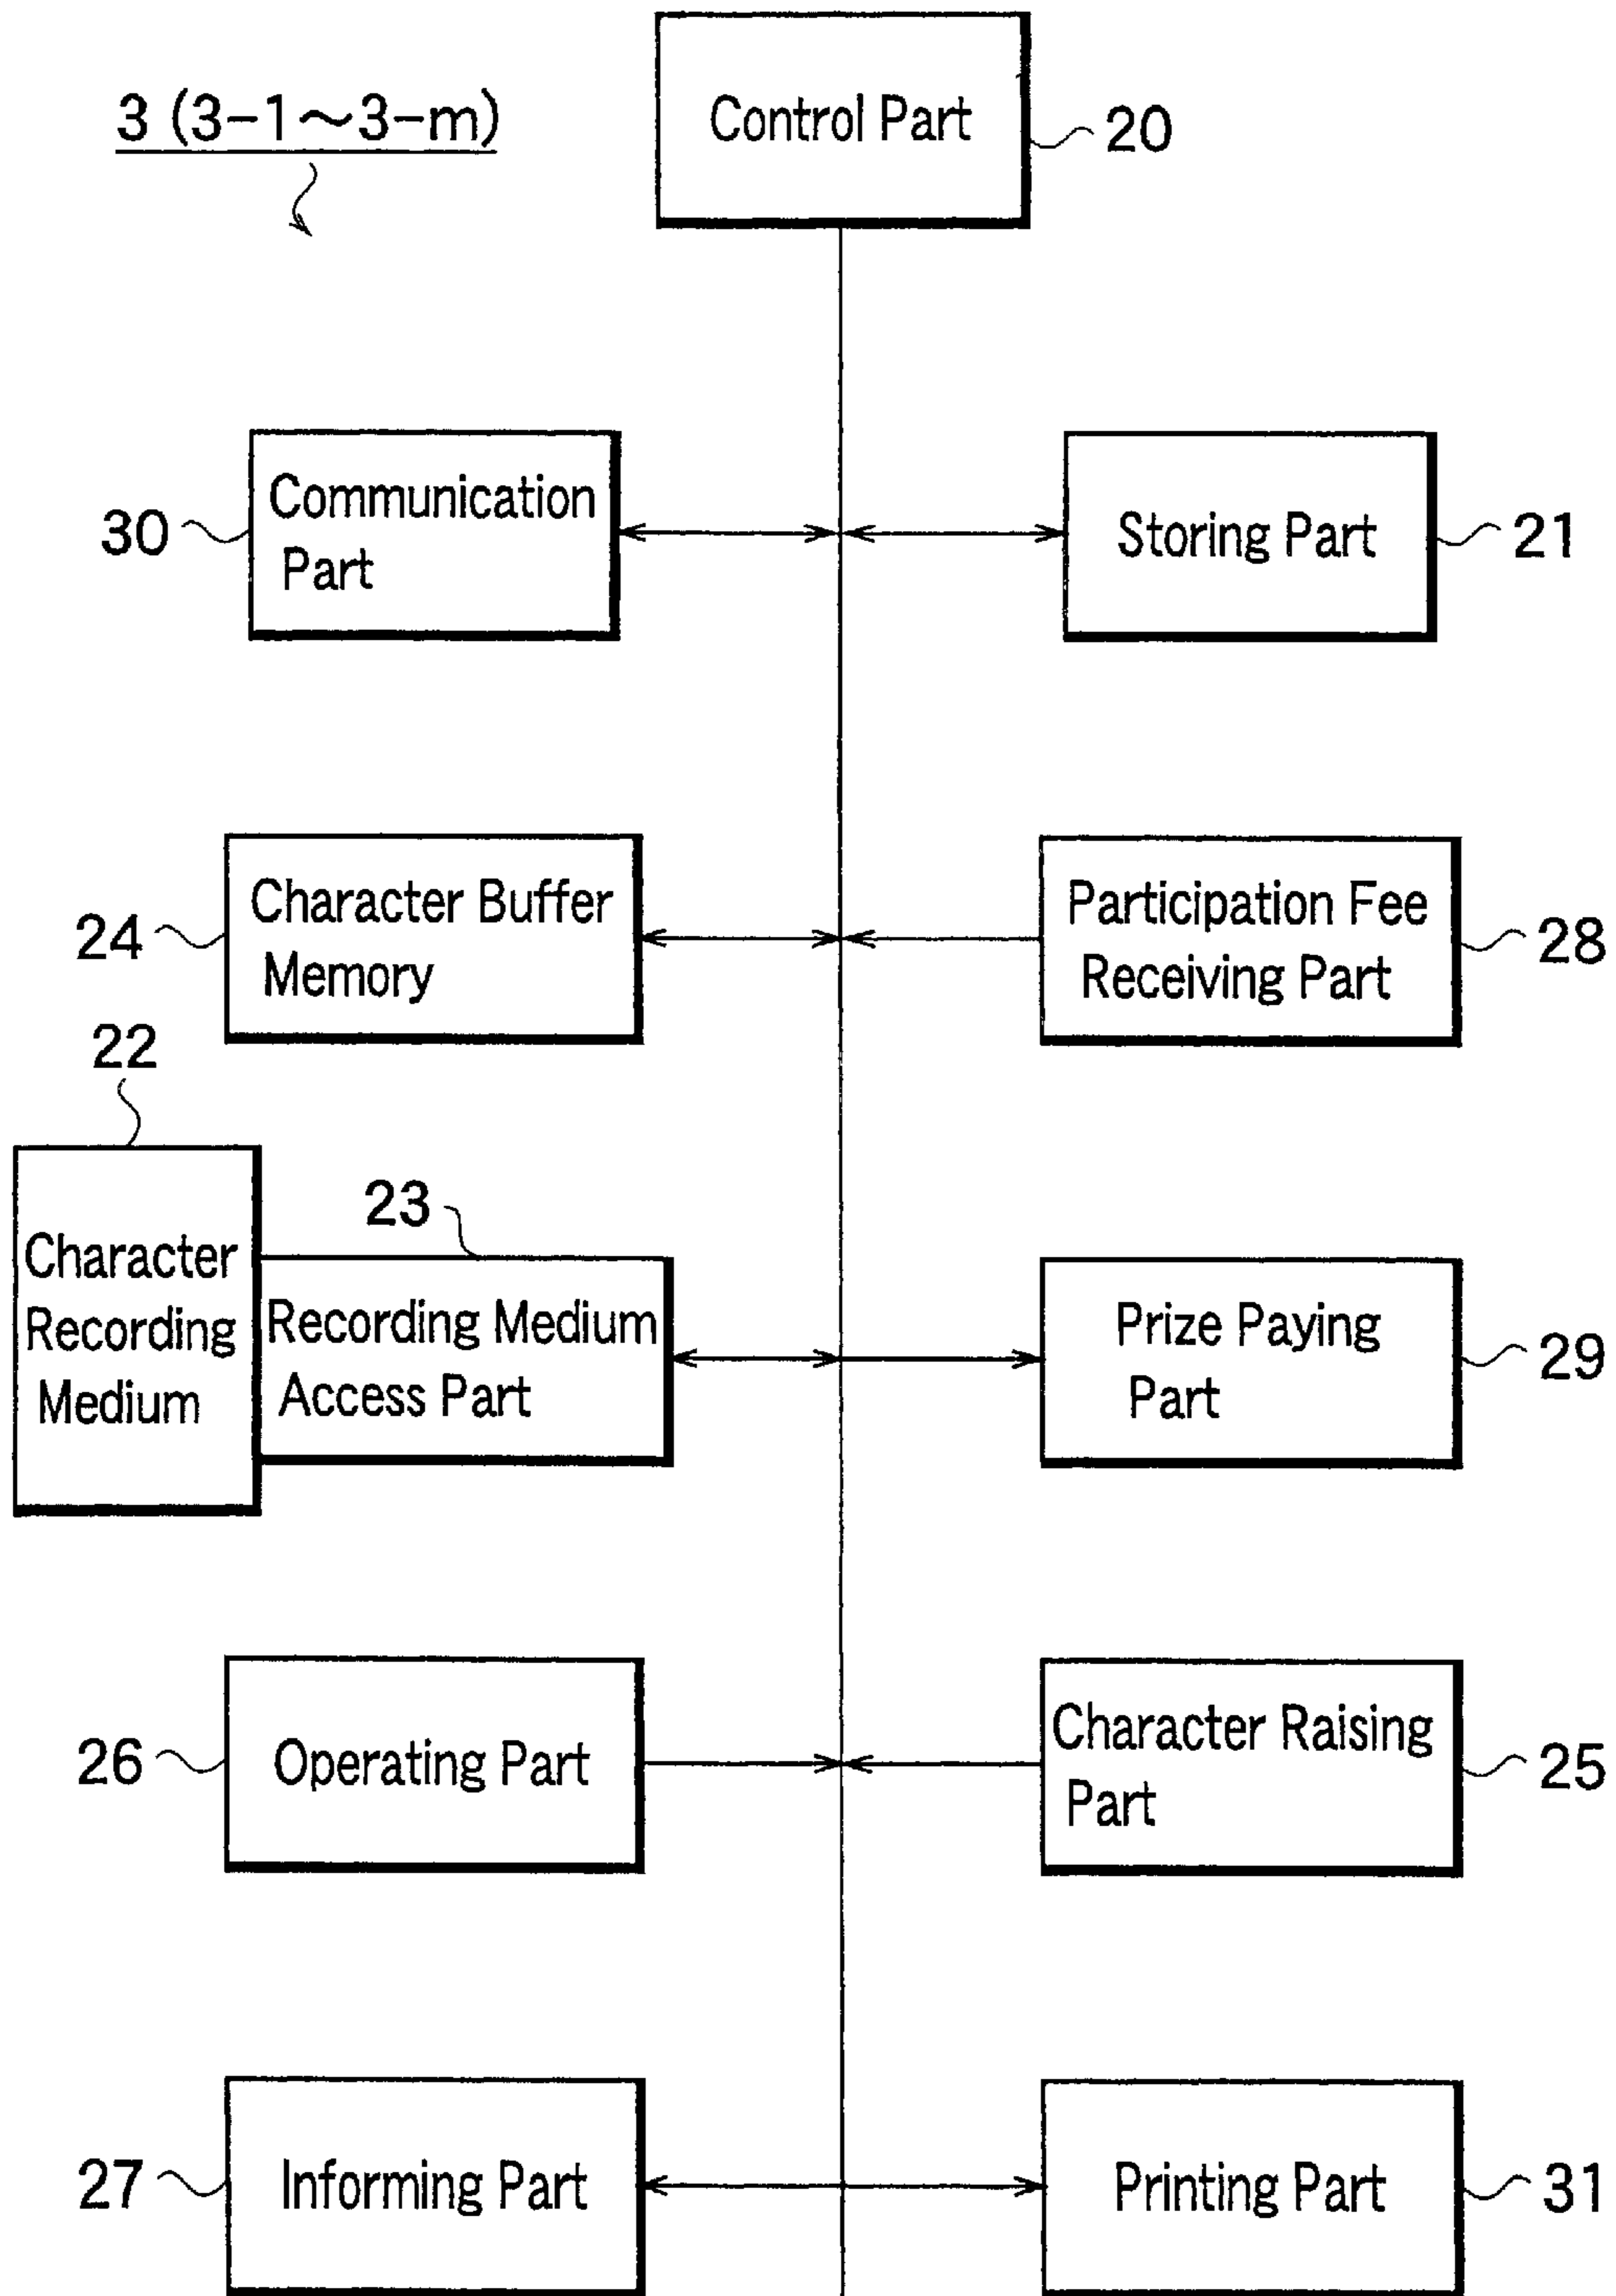 3 (3-1～3-m)
Control Part
20
30
Communication
Part
Storing Part
21
24
Character Buffer
Memory
Participation Fee
Receiving Part
28
22
Character
Recording
Medium
23
Recording Medium
Access Part
Prize Paying
Part
29
26
Operating Part
Character Raising
Part
25
27
Informing Part
Printing Part
31